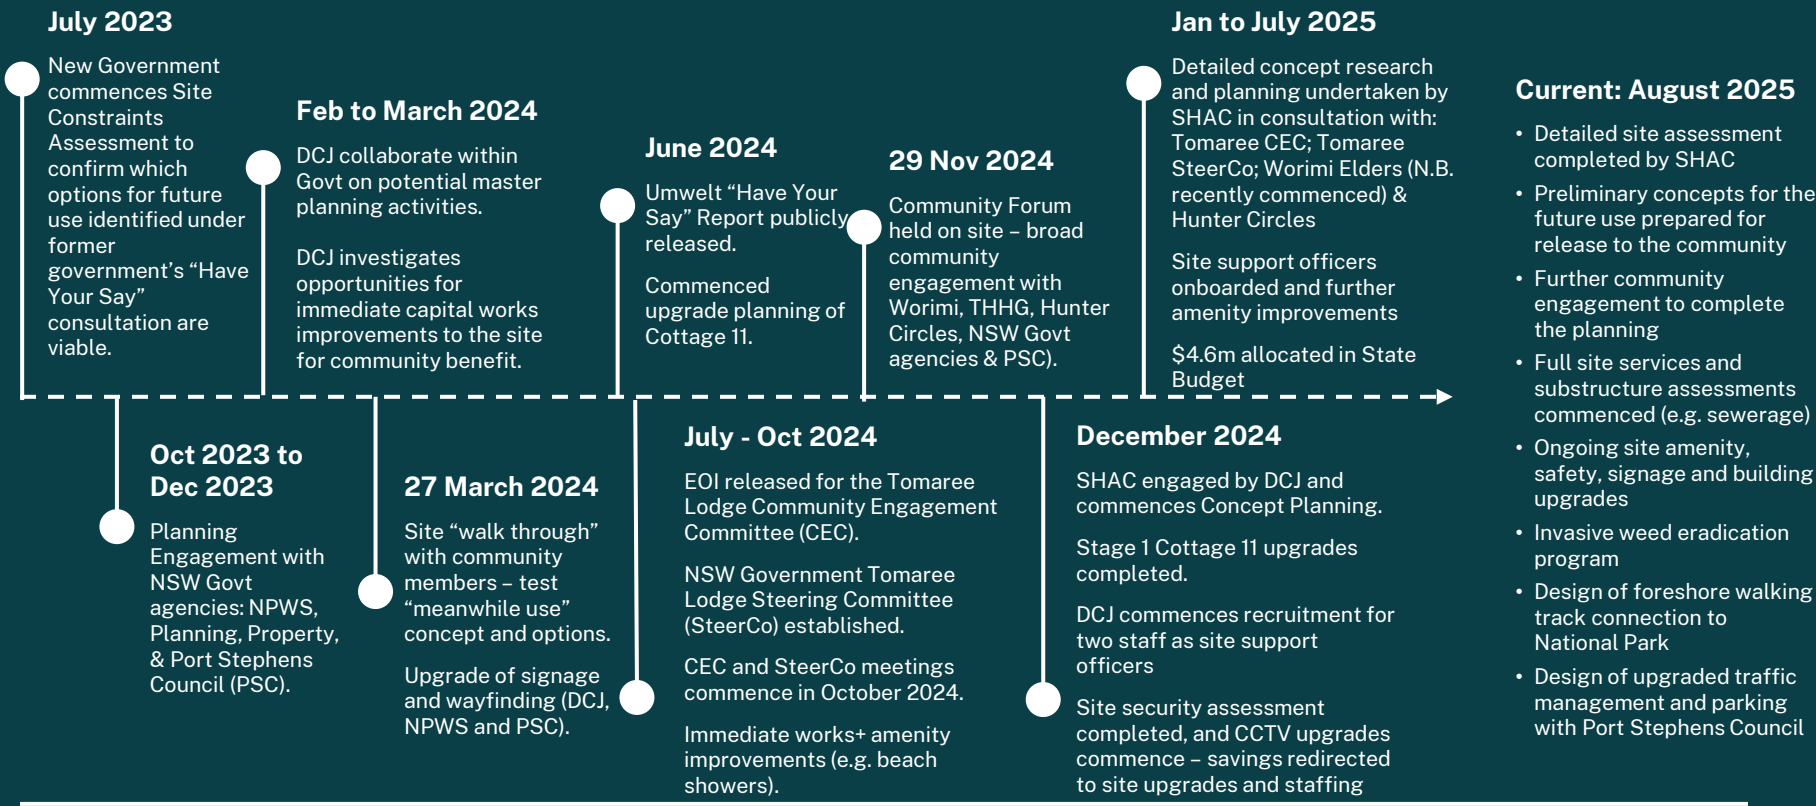 July 2023
New Government
commences Site
Constraints
Assessment to
confirm which
options for future
use identified under
former
government’s “Have
Your Say”
consultation are
viable.
Oct 2023 to
Dec 2023
Planning
Engagement with
NSW Govt
agencies: NPWS,
Planning, Property,
& Port Stephens
Council (PSC).
Feb to March 2024
DCJ collaborate within
Govt on potential master
planning activities.
DCJ investigates
opportunities for
immediate capital works
improvements to the site
for community benefit.
27 March 2024
Site “walk through”
with community
members – test
“meanwhile use”
concept and options.
Upgrade of signage
and wayfinding (DCJ,
NPWS and PSC).
June 2024
Umwelt “Have Your
Say” Report publicly
released.
Commenced
upgrade planning of
Cottage 11.
July - Oct 2024
EOI released for the Tomaree
Lodge Community Engagement
Committee (CEC).
NSW Government Tomaree
Lodge Steering Committee
(SteerCo) established.
CEC and SteerCo meetings
commence in October 2024.
Immediate works+ amenity
improvements (e.g. beach
showers).
29 Nov 2024
Community Forum
held on site – broad
community
engagement with
Worimi, THHG, Hunter
Circles, NSW Govt
agencies & PSC).
December 2024
SHAC engaged by DCJ and
commences Concept Planning.
Stage 1 Cottage 11 upgrades
completed.
DCJ commences recruitment for
two staff as site support
officers
Site security assessment
completed, and CCTV upgrades
commence – savings redirected
to site upgrades and staffing
Jan to July 2025
Detailed concept research
and planning undertaken by
SHAC in consultation with:
Tomaree CEC; Tomaree
SteerCo; Worimi Elders (N.B.
recently commenced) &
Hunter Circles
Site support officers
onboarded and further
amenity improvements
$4.6m allocated in State
Budget
Current: August 2025
• Detailed site assessment
completed by SHAC
• Preliminary concepts for the
future use prepared for
release to the community
• Further community
engagement to complete
the planning
• Full site services and
substructure assessments
commenced (e.g. sewerage)
• Ongoing site amenity,
safety, signage and building
upgrades
• Invasive weed eradication
program
• Design of foreshore walking
track connection to
National Park
• Design of upgraded traffic
management and parking
with Port Stephens Council